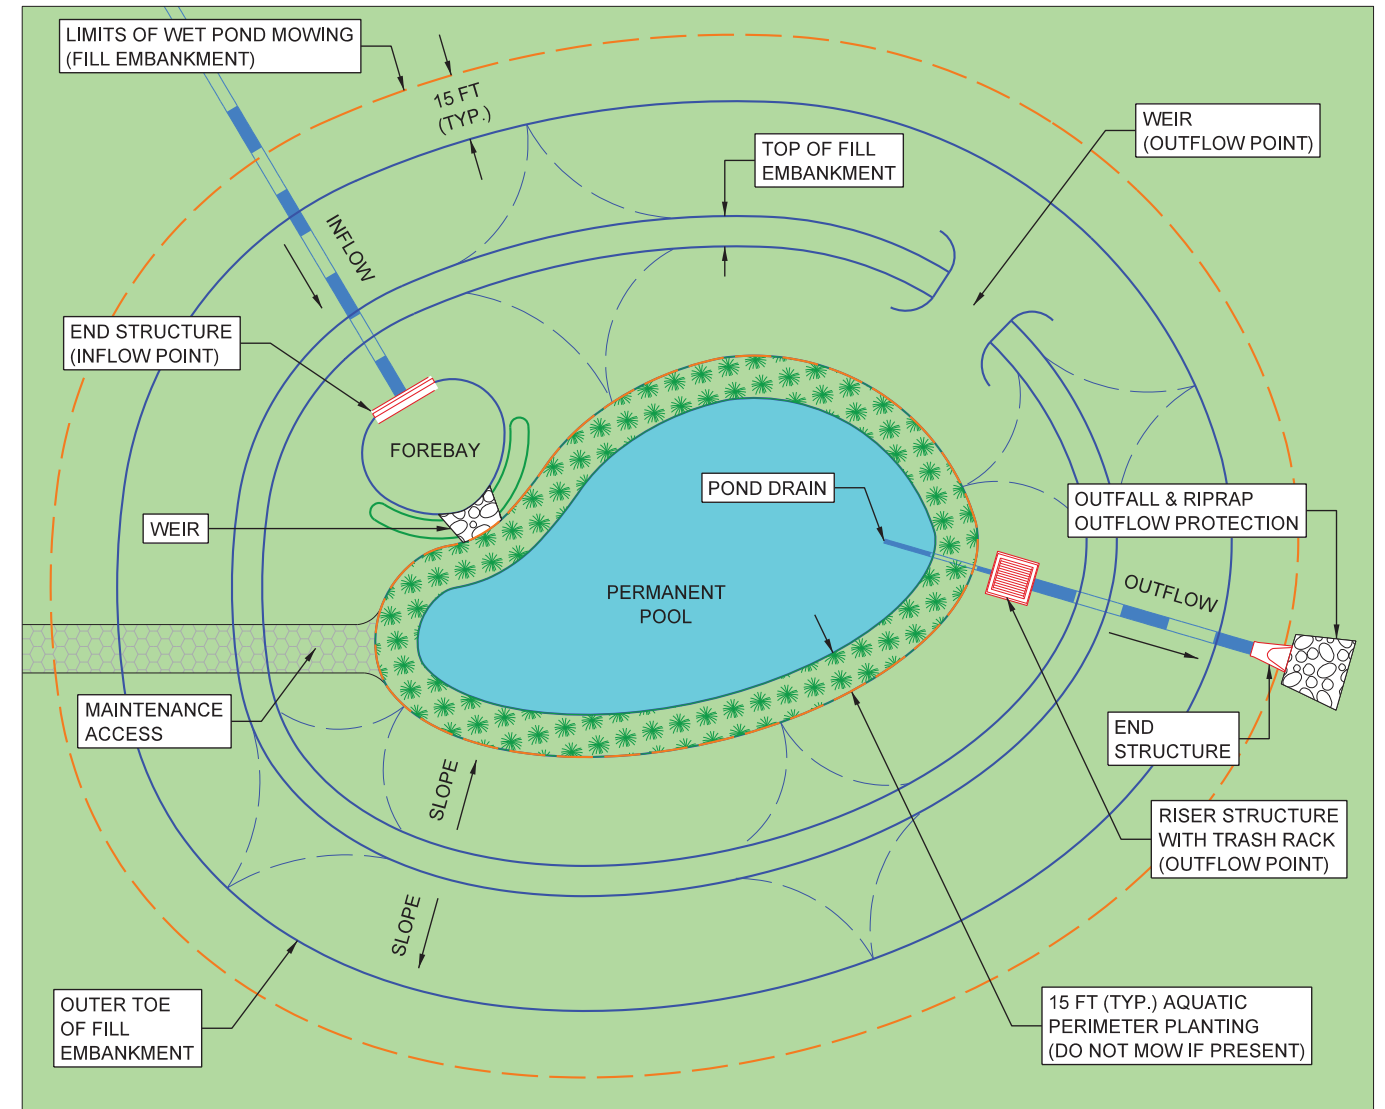 LIMITS OF WET POND MOWING
(FILL EMBANKMENT)
15 FT
(TYP.)
WEIR
(OUTFLOW POINT)
TOP OF FILL
EMBANKMENT
INFLOW
END STRUCTURE
(INFLOW POINT)
FOREBAY
POND DRAIN
OUTFALL & RIPRAP
OUTFLOW PROTECTION
WEIR
PERMANENT
POOL
OUTFLOW
MAINTENANCE
ACCESS
END
STRUCTURE
SLOPE
RISER STRUCTURE
WITH TRASH RACK
(OUTFLOW POINT)
SLOPE
OUTER TOE
OF FILL
EMBANKMENT
15 FT (TYP.) AQUATIC
PERIMETER PLANTING
(DO NOT MOW IF PRESENT)